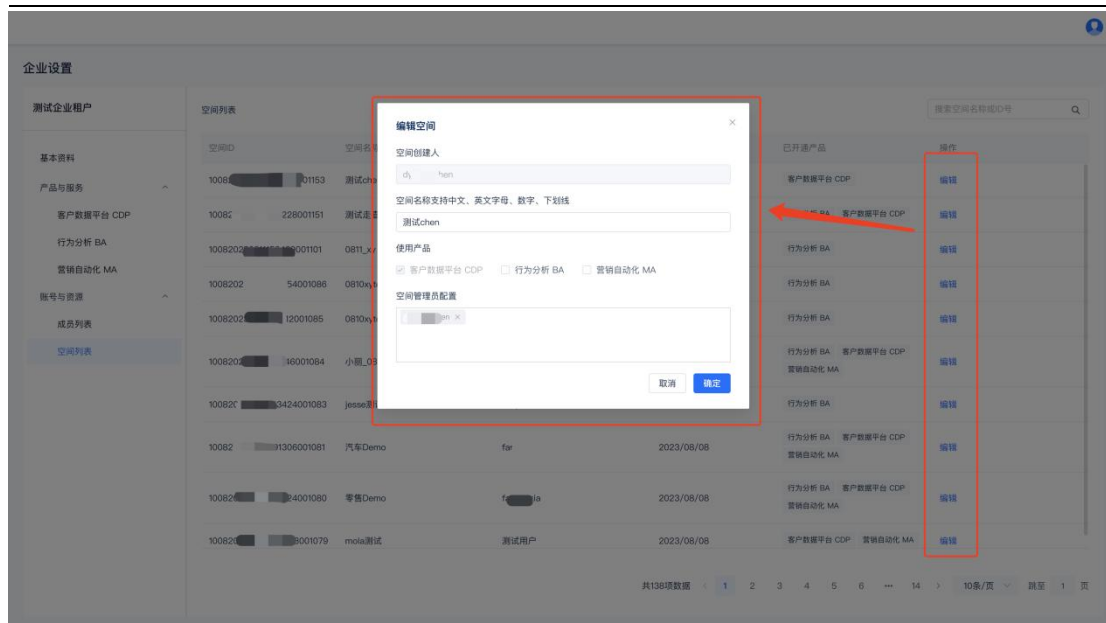 企业设置
测试企业租户
基本资料
产品与服务
客户数据平台 CDP
行为分析 BA
营销自动化 MA
账号与资源
成员列表
空间列表
空间列表
搜索空间名称或ID号
空间ID 空间名 已开通产品 操作
01153 客户数据平台 CDP 编辑
228001151 客户数据平台 CDP 编辑
001101 行为分析 BA 编辑
1008202 54001086 行为分析 BA 编辑
12001085 行为分析 BA 编辑
16001084 行为分析 BA 客户数据平台 CDP 营销自动化 MA 编辑
3424001083 行为分析 BA 编辑
10082 91306001081 汽车Demo far 2023/08/08 行为分析 BA 客户数据平台 CDP 营销自动化 MA 编辑
24001080 零售Demo 2023/08/08 行为分析 BA 客户数据平台 CDP 营销自动化 MA 编辑
8001079 mola测试 测试用户 2023/08/08 客户数据平台 CDP 营销自动化 MA 编辑
编辑空间
空间创建人
空间名称支持中文、英文字母、数字、下划线
测试chen
使用产品
客户数据平台 CDP 行为分析 BA 营销自动化 MA
空间管理员配置
取消 确定
共138项数据 1 2 3 4 5 6 ··· 14 10条/页 跳至 1 页